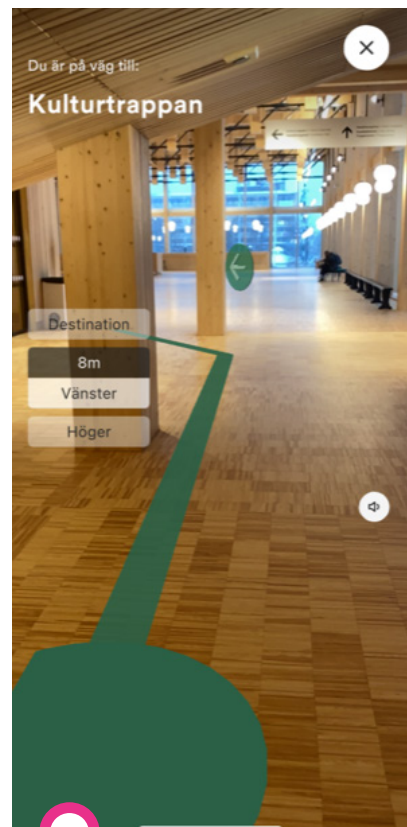 Du är på väg till:
Kulturtrappan
Destination
8m
Vänster
Höger